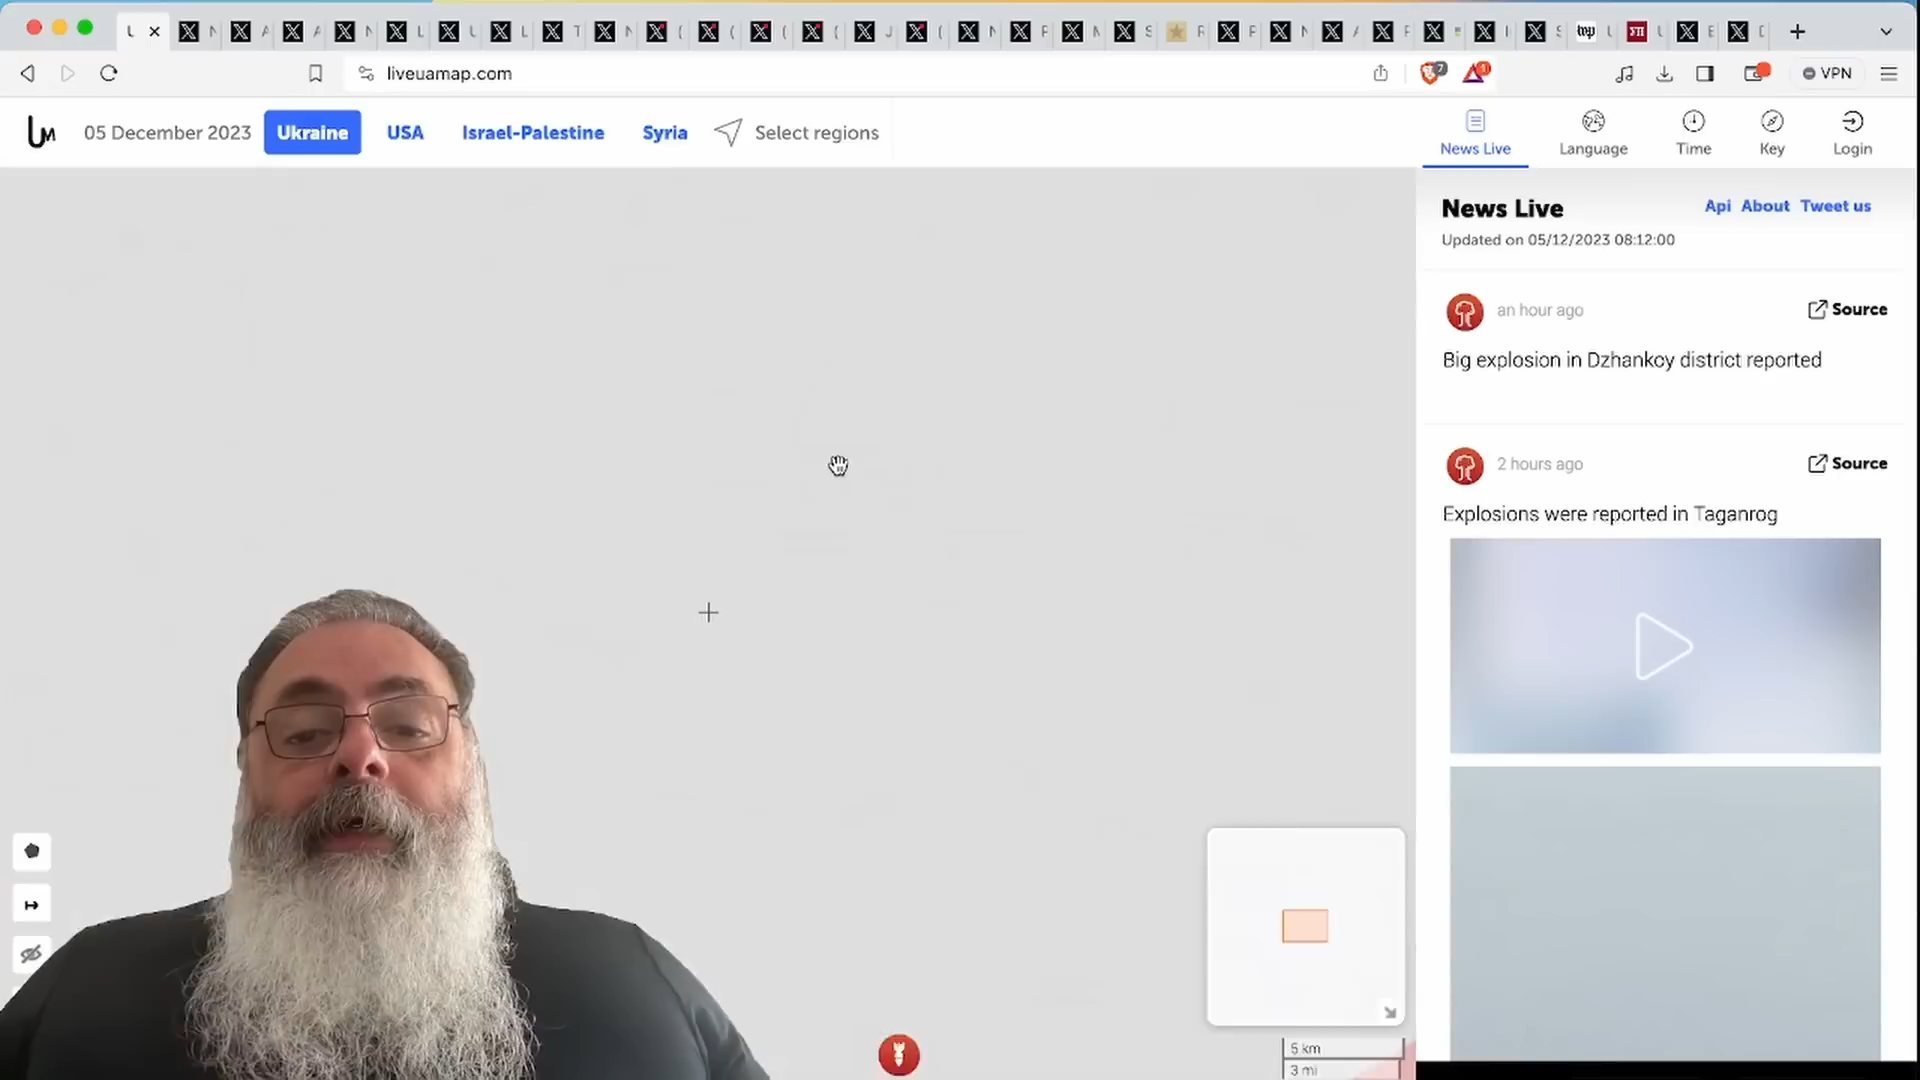 liveuamap.com
7
1
VPN
05 December 2023
Ukraine
USA
Israel-Palestine
Syria
Select regions
News Live
Language
Time
Key
Login
News Live
Api
About
Tweet us
Updated on 05/12/2023 08:12:00
an hour ago
Source
Big explosion in Dzhankoy district reported
2 hours ago
Source
Explosions were reported in Taganrog
5 km
3 mi